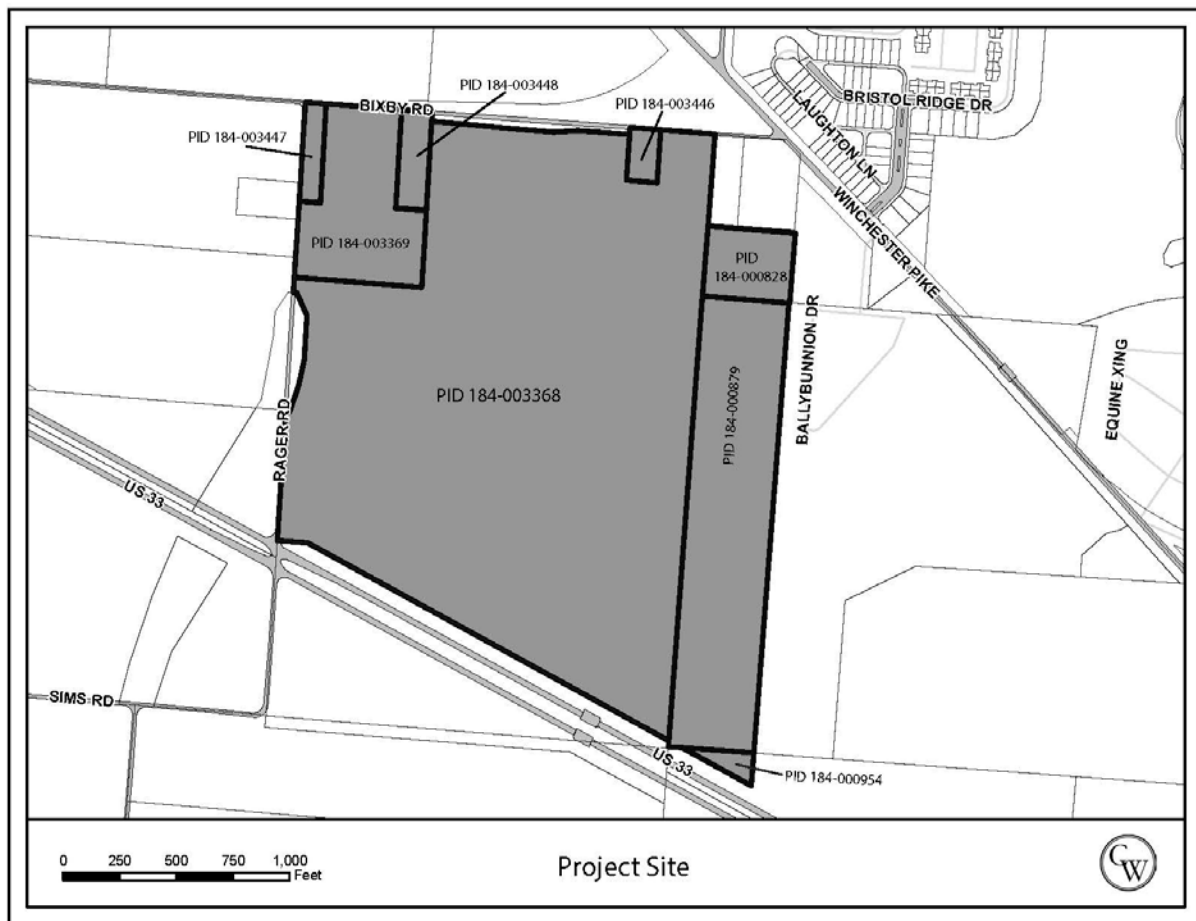 PID 184-003448
BIXBY RD
PID 184-003446
PID 184-003447
BRISTOL RIDGE DR
LAUGHTON LN
WINCHESTER PIKE
PID 184-003369
PID
184-000828
BALLYBUNNION DR
EQUINE XING
PID 184-003368
PID 184-000879
RAGER RD
US 33
SIMS RD
US 33
PID 184-000954
0 250 500 750 1,000
Feet
Project Site
CW